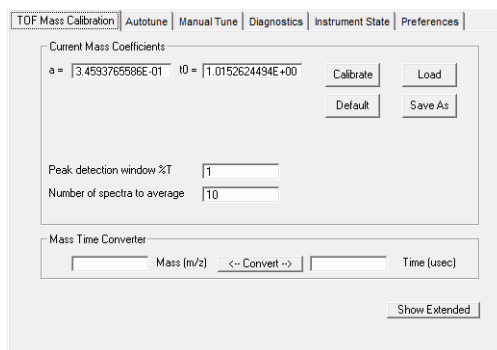 TOF Mass Calibration Autotune Manual Tune Diagnostics Instrument State Preferences
Current Mass Coefficients
a = 3.4593765586E-01 t0 = 1.0152624494E+00 Calibrate Load
Default Save As
Peak detection window %T 1
Number of spectra to average 10
Mass Time Converter
Mass (m/z) <-- Convert --> Time (usec)
Show Extended